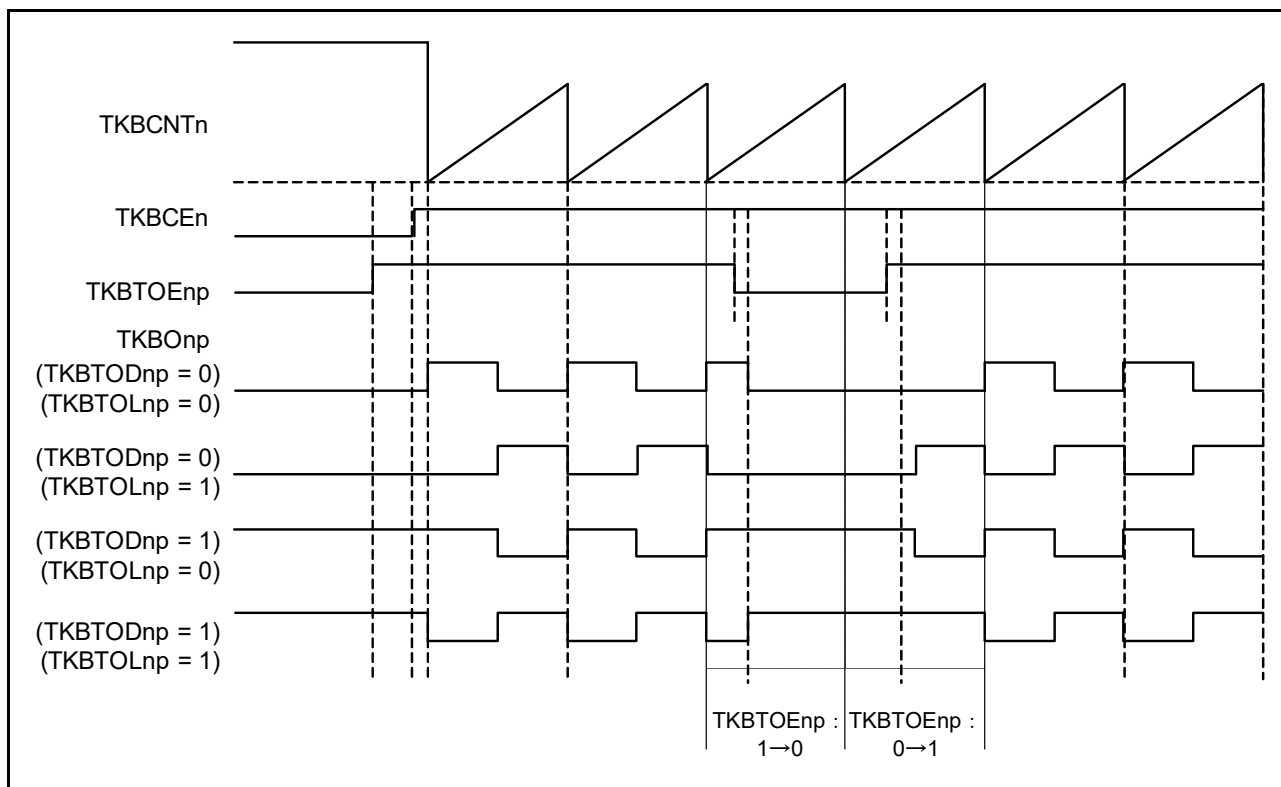 TKBCNTn
TKBCEn
TKBTOEnp
TKBOnp
(TKBTODnp = 0)
(TKBTOLnp = 0)
(TKBTODnp = 0)
(TKBTOLnp = 1)
(TKBTODnp = 1)
(TKBTOLnp = 0)
(TKBTODnp = 1)
(TKBTOLnp = 1)
TKBTOEnp :
1→0
TKBTOEnp :
0→1